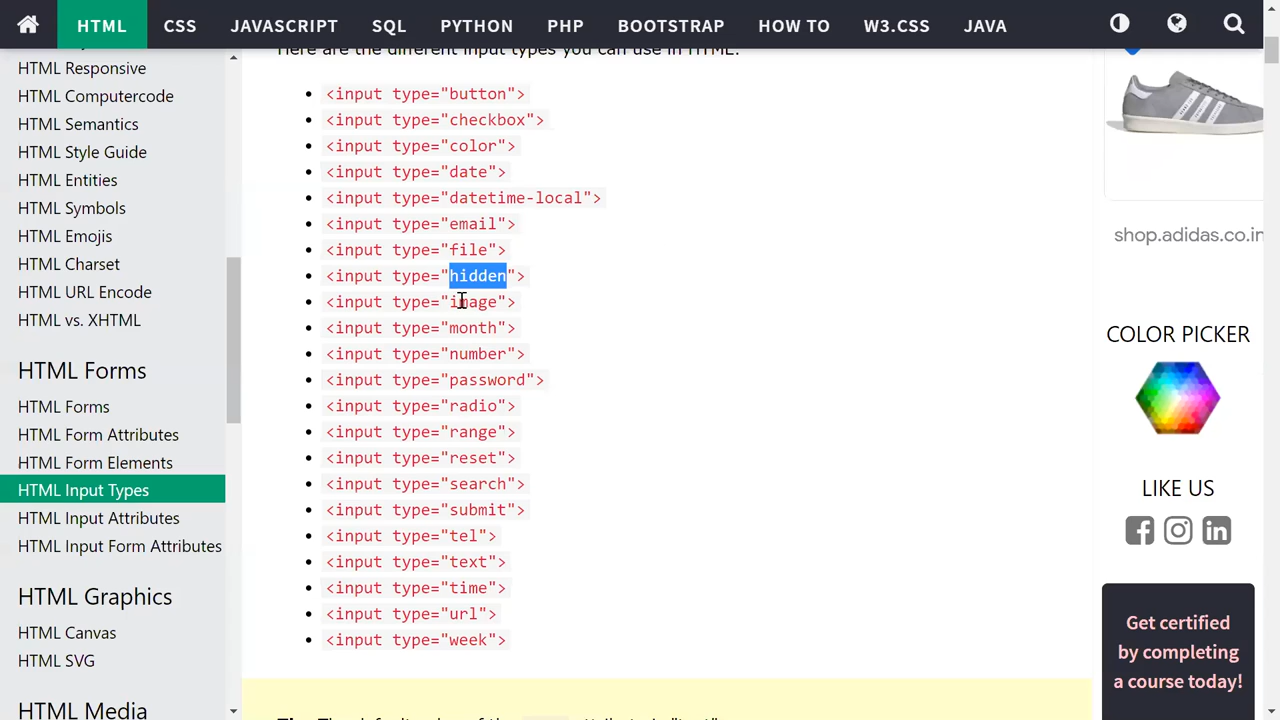 HTML CSS JAVASCRIPT SQL PYTHON PHP BOOTSTRAP HOW TO W3.CSS JAVA
HTML Responsive
HTML Computercode
HTML Semantics
HTML Style Guide
HTML Entities
HTML Symbols
HTML Emojis
HTML Charset
HTML URL Encode
HTML vs. XHTML
HTML Forms
HTML Forms
HTML Form Attributes
HTML Form Elements
HTML Input Types
HTML Input Attributes
HTML Input Form Attributes
HTML Graphics
HTML Canvas
HTML SVG
HTML Media
Here are the different input types you can use in HTML:
<input type="button">
<input type="checkbox">
<input type="color">
<input type="date">
<input type="datetime-local">
<input type="email">
<input type="file">
<input type="hidden">
<input type="image">
<input type="month">
<input type="number">
<input type="password">
<input type="radio">
<input type="range">
<input type="reset">
<input type="search">
<input type="submit">
<input type="tel">
<input type="text">
<input type="time">
<input type="url">
<input type="week">
shop.adidas.co.in
COLOR PICKER
LIKE US
Get certified
by completing
a course today!